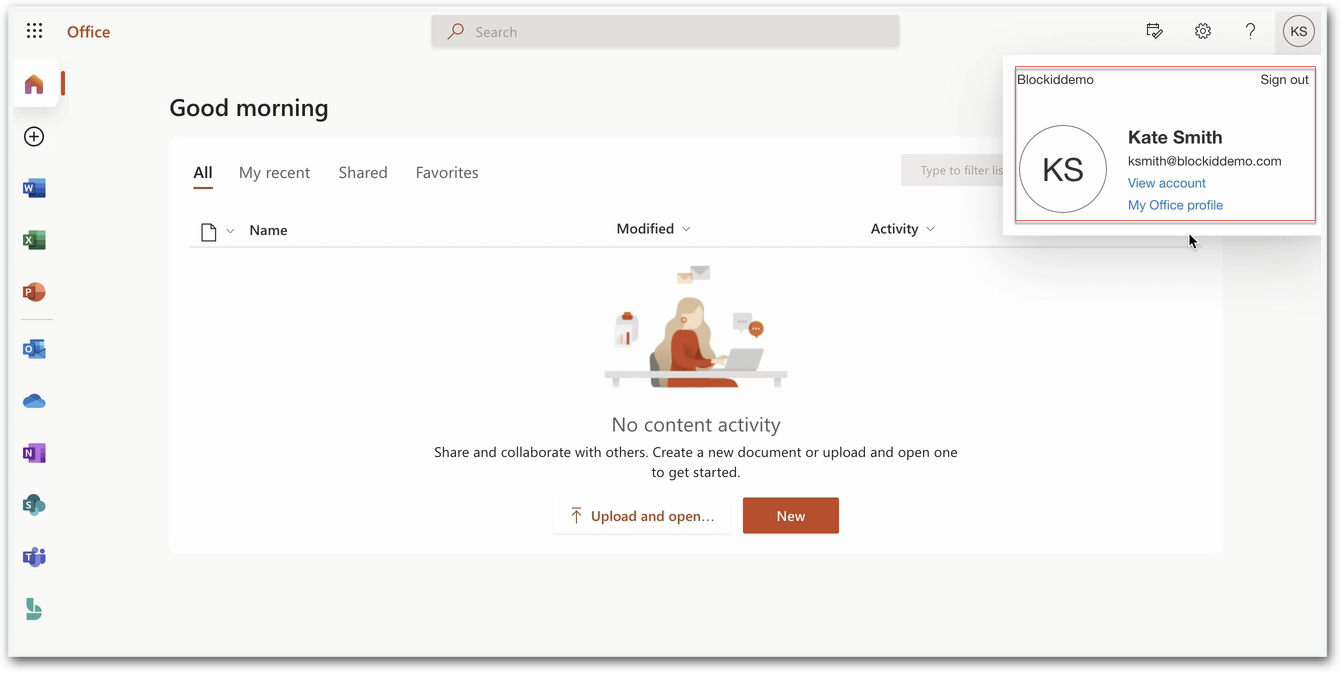 Office
Search
?
KS
Blockiddemo
Sign out
KS
Kate Smith
ksmith@blockiddemo.com
View account
My Office profile
Good morning
All
My recent
Shared
Favorites
Type to filter lis
Name
Modified
Activity
W
X
P
O
N
S
T
No content activity
Share and collaborate with others. Create a new document or upload and open one
to get started.
Upload and open...
New